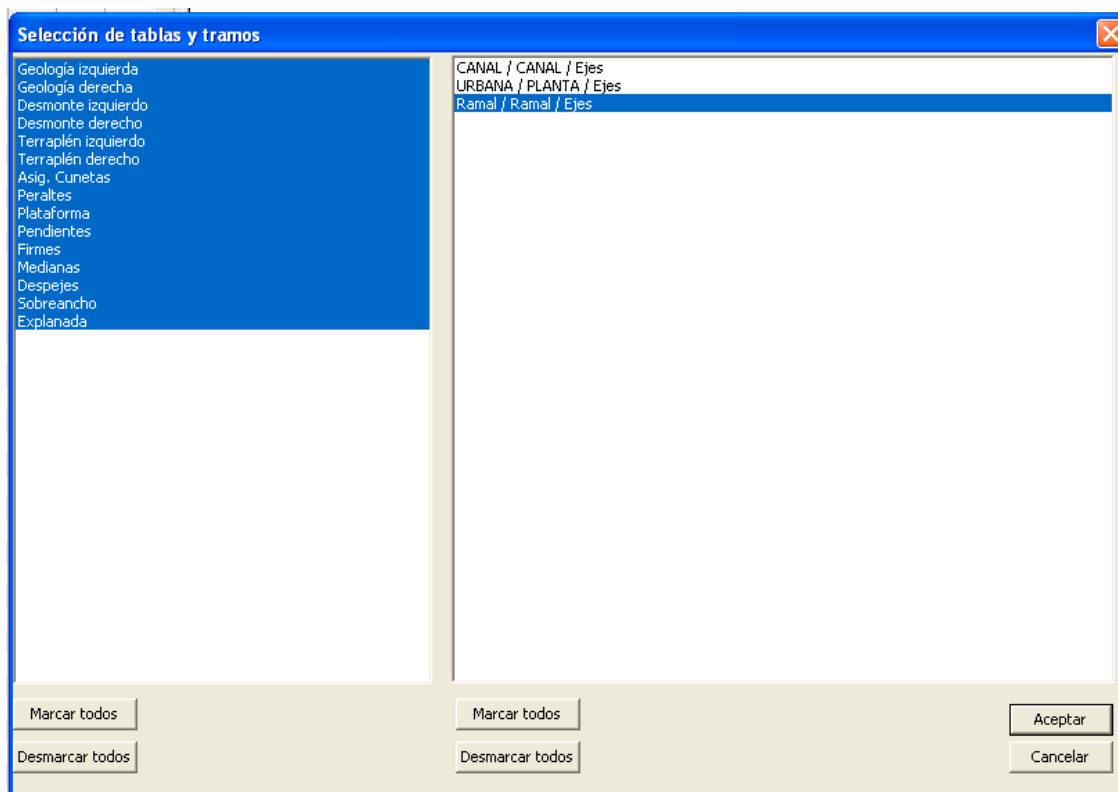 Selección de tablas y tramos
Geología izquierda
Geología derecha
Desmonte izquierdo
Desmonte derecho
Terraplén izquierdo
Terraplén derecho
Asig. Cunetas
Peraltes
Plataforma
Pendientes
Firmes
Medianas
Despejes
Sobreancho
Explanada
CANAL / CANAL / Ejes
URBANA / PLANTA / Ejes
Ramal / Ramal / Ejes
Marcar todos
Desmarcar todos
Marcar todos
Desmarcar todos
Aceptar
Cancelar